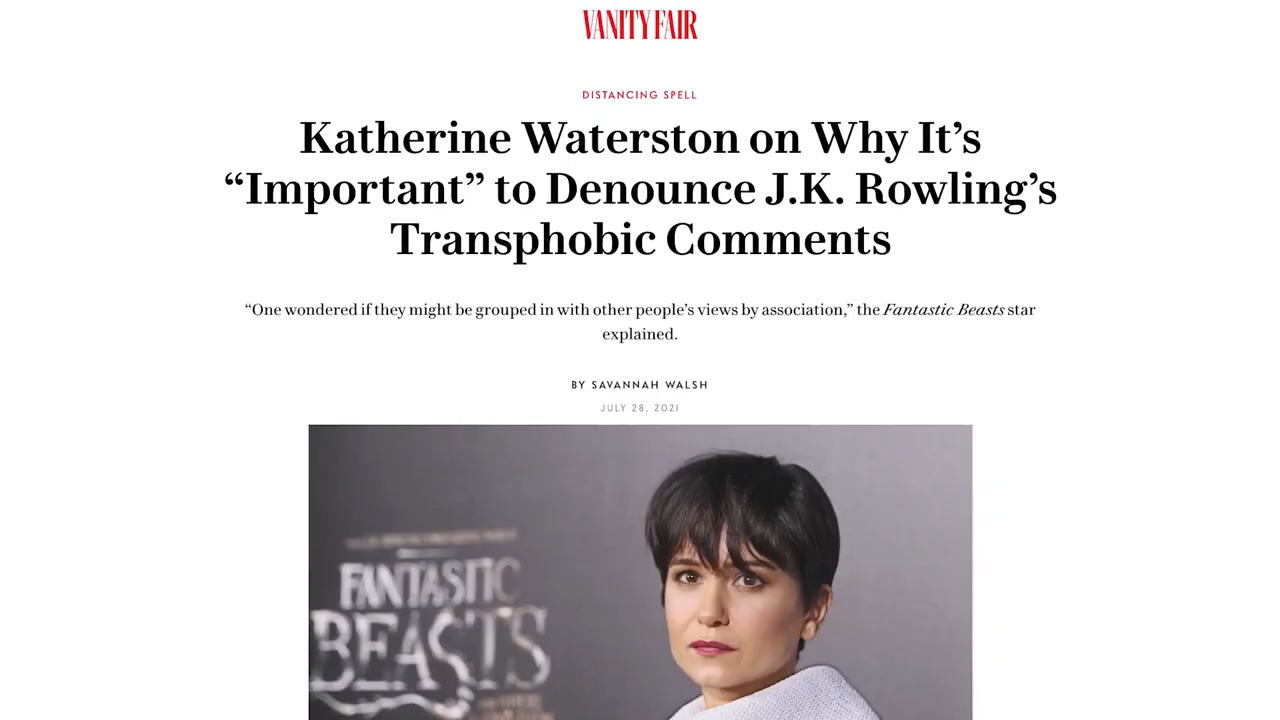 VANITY FAIR
DISTANCING SPELL
Katherine Waterston on Why It’s
“Important” to Denounce J.K. Rowling’s
Transphobic Comments
“One wondered if they might be grouped in with other people’s views by association,” the Fantastic Beasts star
explained.
BY SAVANNAH WALSH
JULY 28, 2021
FANTASTIC
BEASTS